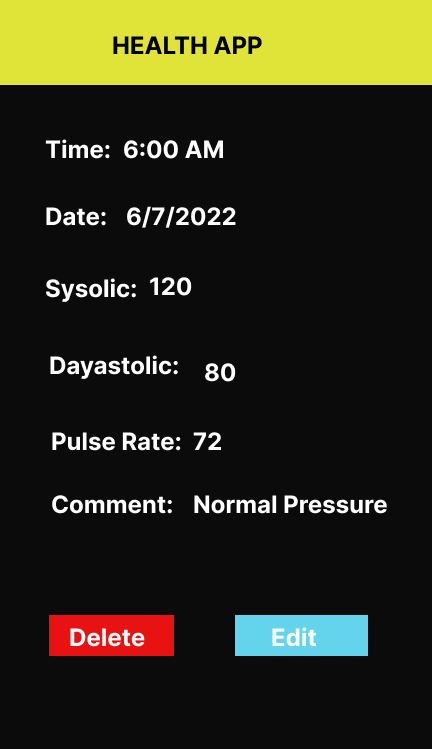 HEALTH APP
Time: 6:00 AM
Date: 6/7/2022
Sysolic: 120
Dayastolic: 80
Pulse Rate: 72
Comment: Normal Pressure
Delete Edit